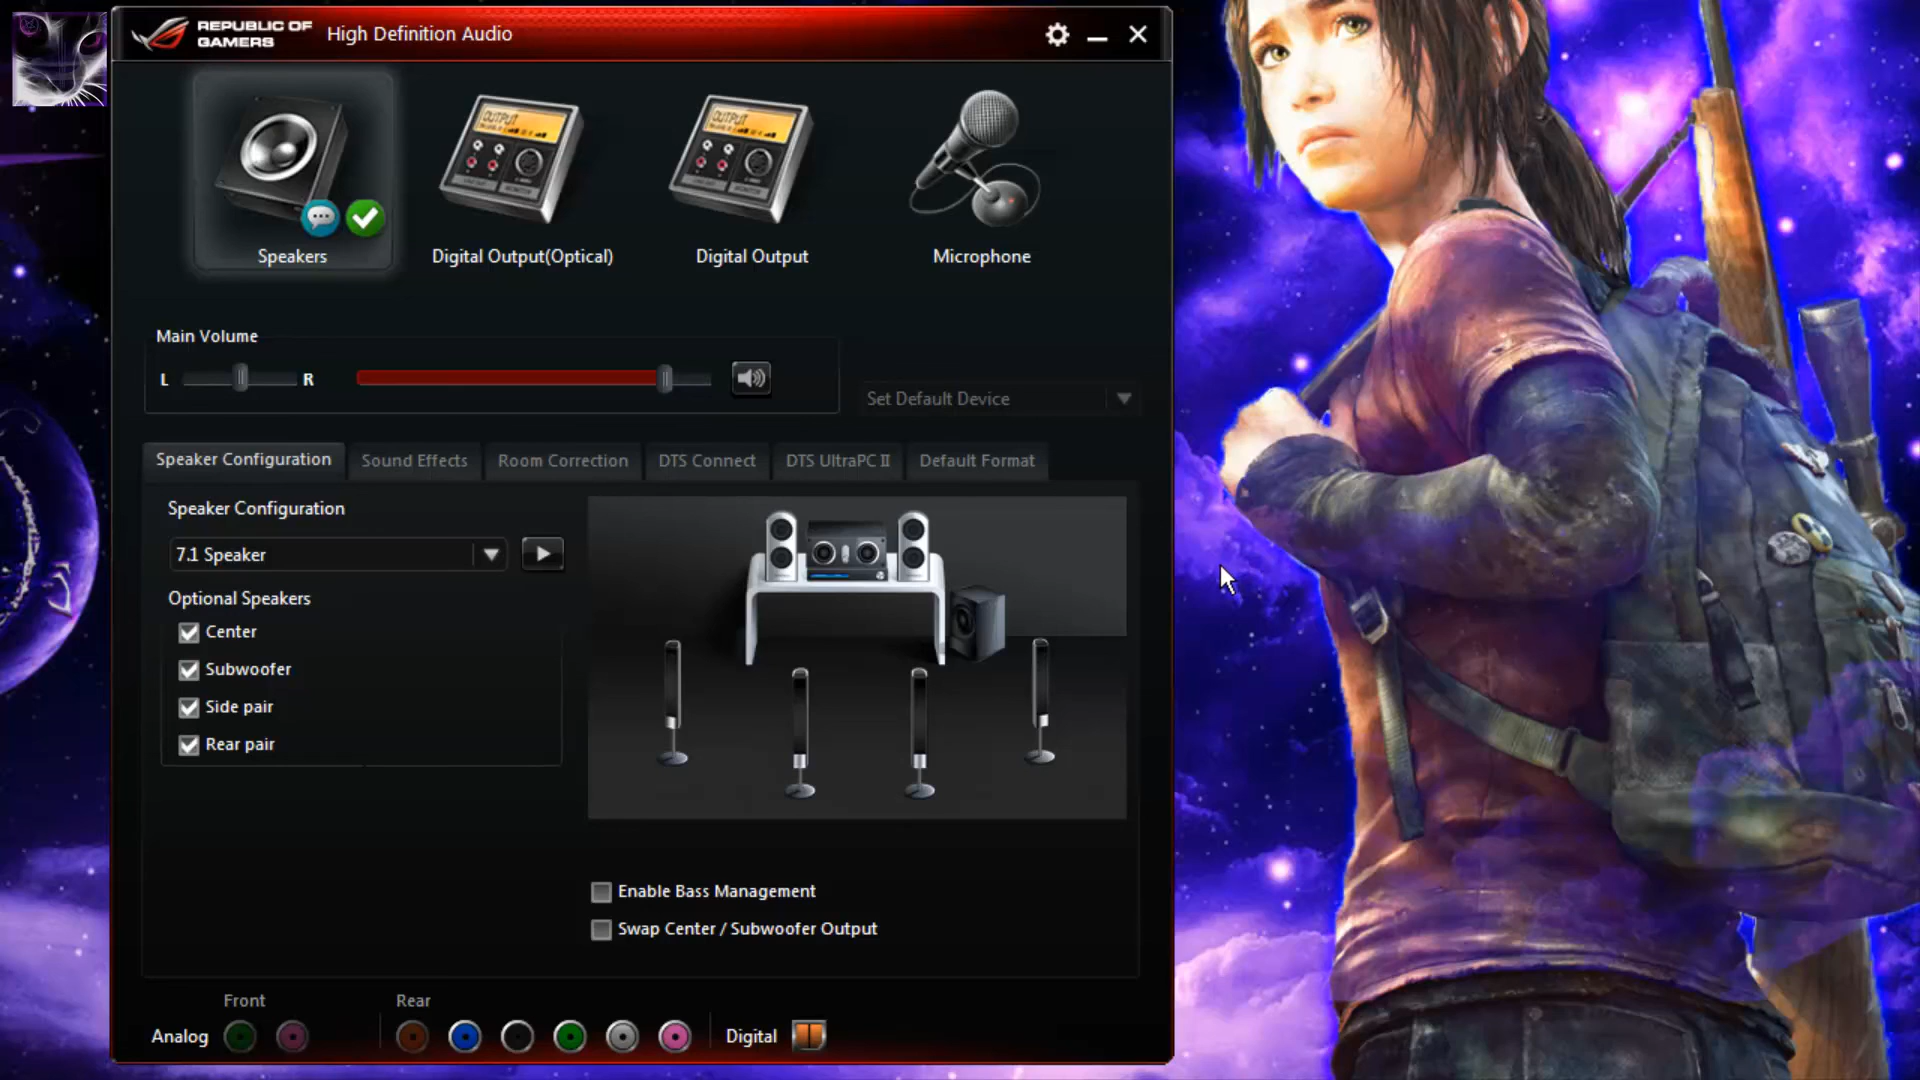 REPUBLIC OF
GAMERS
High Definition Audio
OUTPUT
OUTPUT
Speakers
Digital Output(Optical)
Digital Output
Microphone
Main Volume
L
R
Set Default Device
Speaker Configuration
Sound Effects
Room Correction
DTS Connect
DTS UltraPC II
Default Format
Speaker Configuration
7.1 Speaker
Optional Speakers
Center
Subwoofer
Side pair
Rear pair
Enable Bass Management
Swap Center / Subwoofer Output
Front
Rear
Analog
Digital